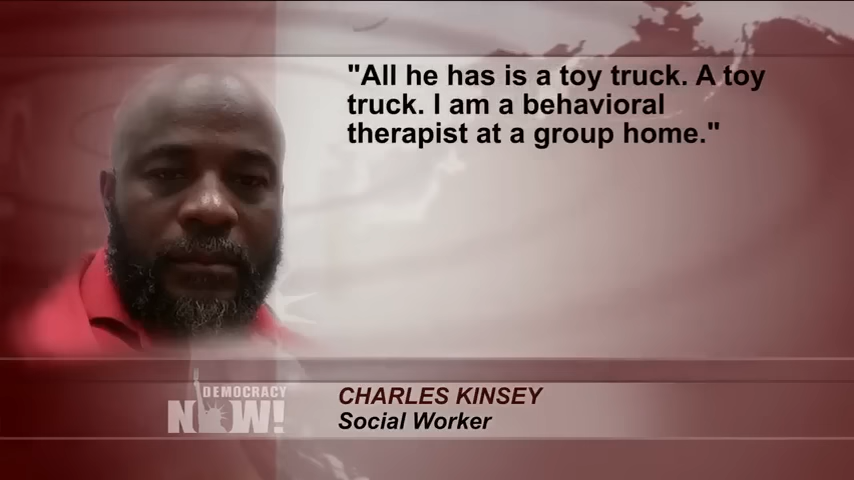 "All he has is a toy truck. A toy
truck. I am a behavioral
therapist at a group home."
DEMOCRACY
NOW!
CHARLES KINSEY
Social Worker